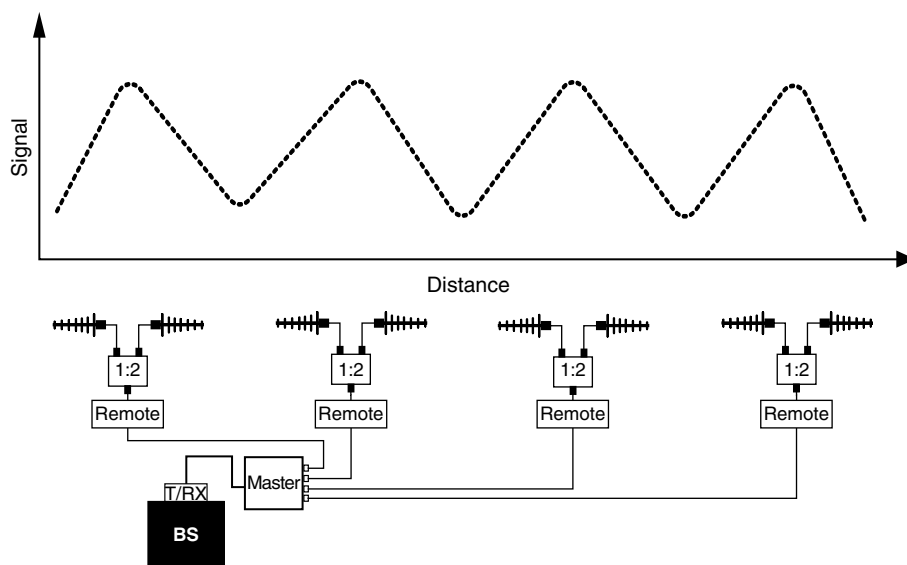 Signal
Distance
1:2 1:2 1:2 1:2
Remote Remote Remote Remote
Master
T/RX
BS